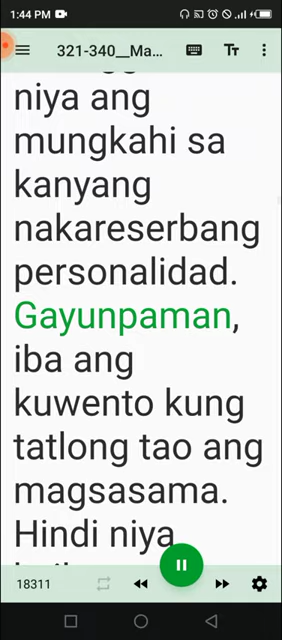 1:44 PM
321-340__Ma...
niya ang
mungkahi sa
kanyang
nakareserbang
personalidad.
Gayunpaman,
iba ang
kuwento kung
tatlong tao ang
magsasama.
Hindi niya
18311